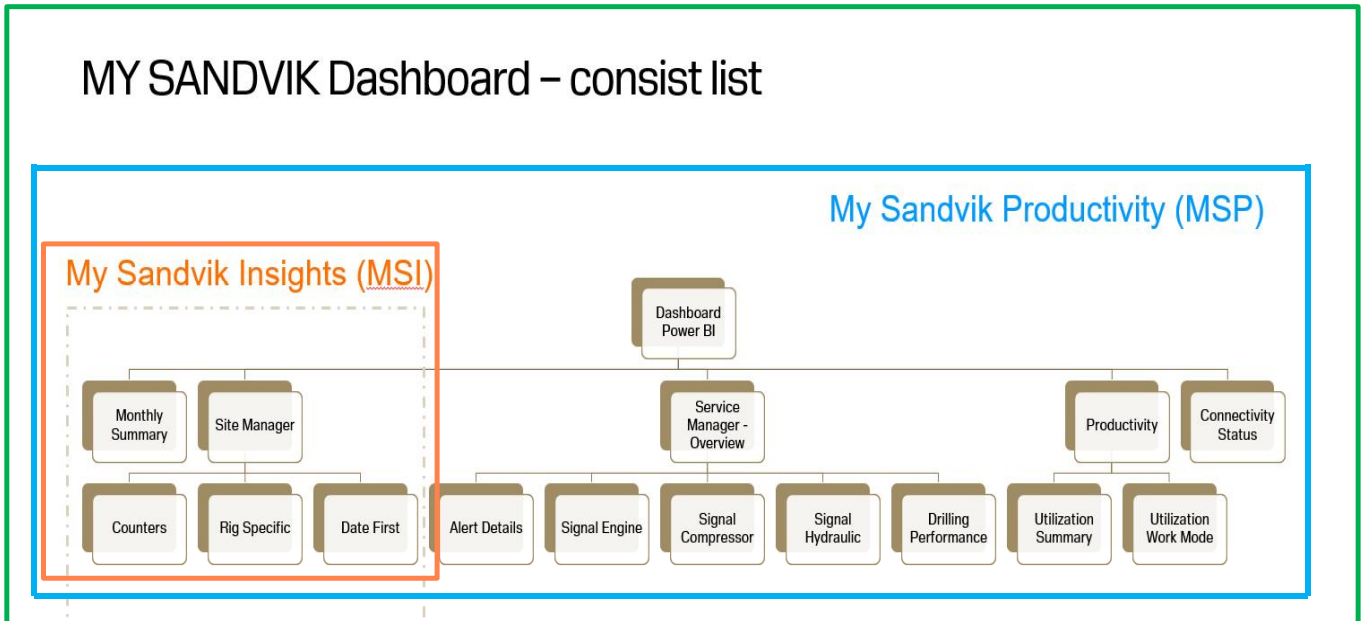 MY SANDVIK Dashboard – consist list
My Sandvik Productivity (MSP)
My Sandvik Insights (MSI)
Dashboard
Power BI
Monthly
Summary
Site Manager
Service
Manager -
Overview
Productivity
Connectivity
Status
Counters
Rig Specific
Date First
Alert Details
Signal Engine
Signal
Compressor
Signal
Hydraulic
Drilling
Performance
Utilization
Summary
Utilization
Work Mode